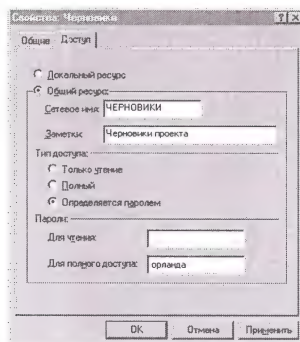 Свойства: Черновики
Общие Доступ
Локальный ресурс
Общий ресурс:
Сетевое имя: ЧЕРНОВИКИ
Заметки: Черновики проекта
Тип доступа:
Только чтение
Полный
Определяется паролем
Пароли:
Для чтения:
Для полного доступа: орланда
OK Отмена Применить